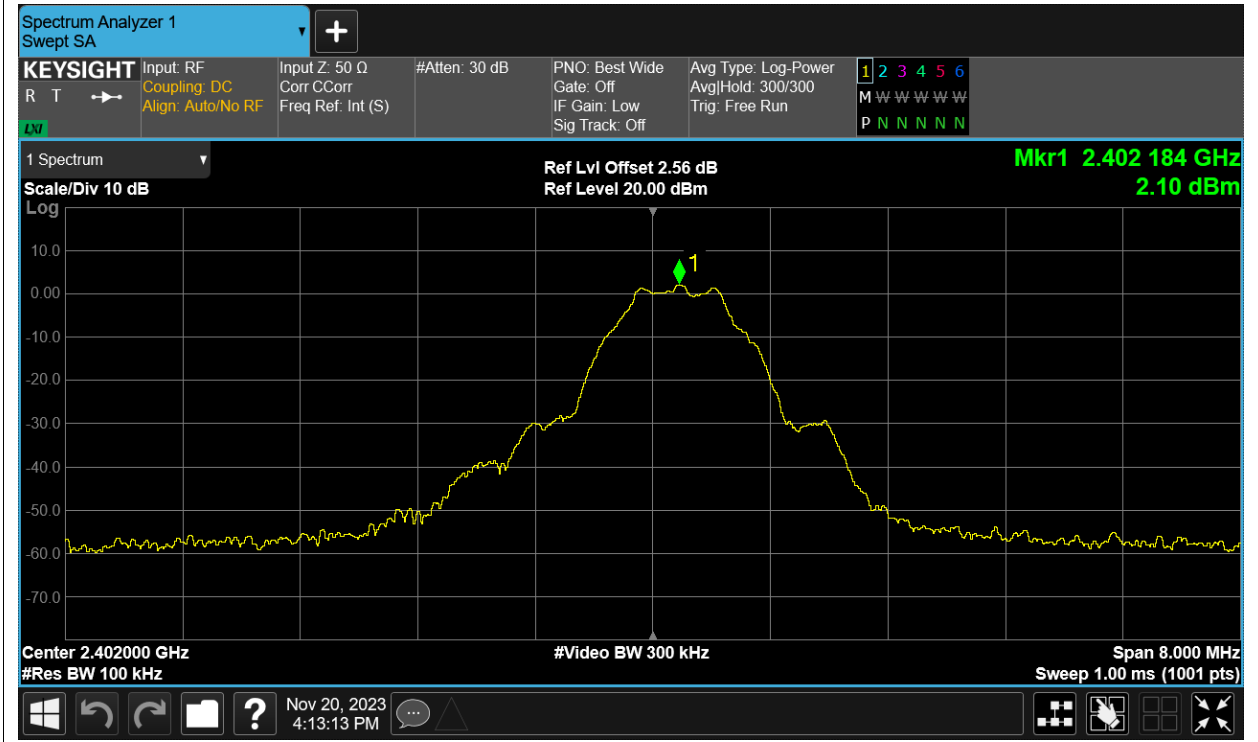 Spectrum Analyzer 1
Swept SA
KEYSIGHT
R T
LXI
Input: RF
Coupling: DC
Align: Auto/No RF
Input Z: 50 Ω
Corr CCorr
Freq Ref: Int (S)
#Atten: 30 dB
PNO: Best Wide
Gate: Off
IF Gain: Low
Sig Track: Off
Avg Type: Log-Power
Avg|Hold: 300/300
Trig: Free Run
1 2 3 4 5 6
M W W W W W
P N N N N N
1 Spectrum
Scale/Div 10 dB
Log
Ref Lvl Offset 2.56 dB
Ref Level 20.00 dBm
Mkr1 2.402 184 GHz
2.10 dBm
10.0
1
0.00
-10.0
-20.0
-30.0
-40.0
-50.0
-60.0
-70.0
Center 2.402000 GHz
#Res BW 100 kHz
#Video BW 300 kHz
Span 8.000 MHz
Sweep 1.00 ms (1001 pts)
?
Nov 20, 2023
4:13:13 PM